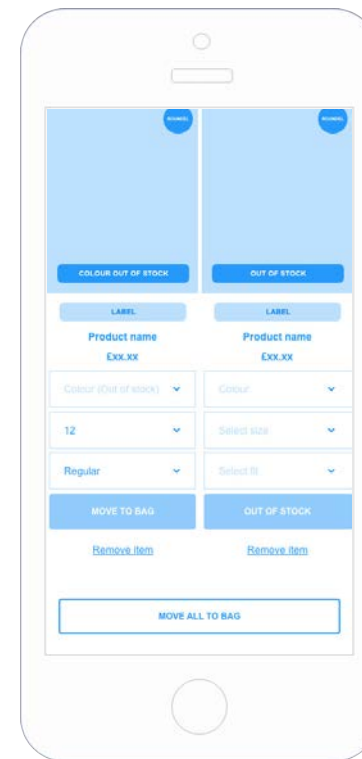 ROUNDEL
ROUNDEL
COLOUR OUT OF STOCK
OUT OF STOCK
LABEL
LABEL
Product name
Product name
£xx.xx
£xx.xx
Colour (Out of stock)
Colour
12
Select size
Regular
Select fit
MOVE TO BAG
OUT OF STOCK
Remove item
Remove item
MOVE ALL TO BAG